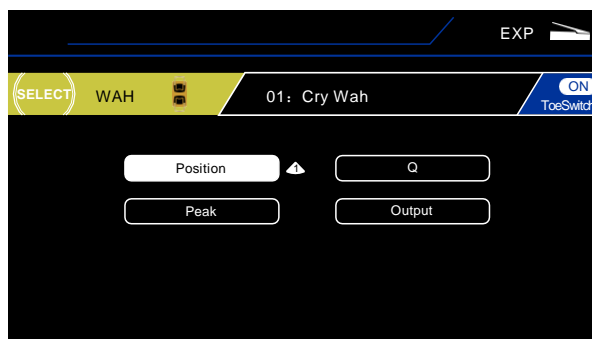 EXP
SELECT WAH 01: Cry Wah ON
ToeSwitch
Position 1 Q
Peak Output